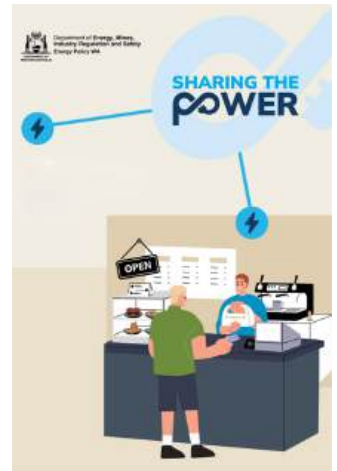 Department of Energy, Mines,
Industry Regulation and Safety
Energy Policy WA
SHARING THE
POWER
OPEN